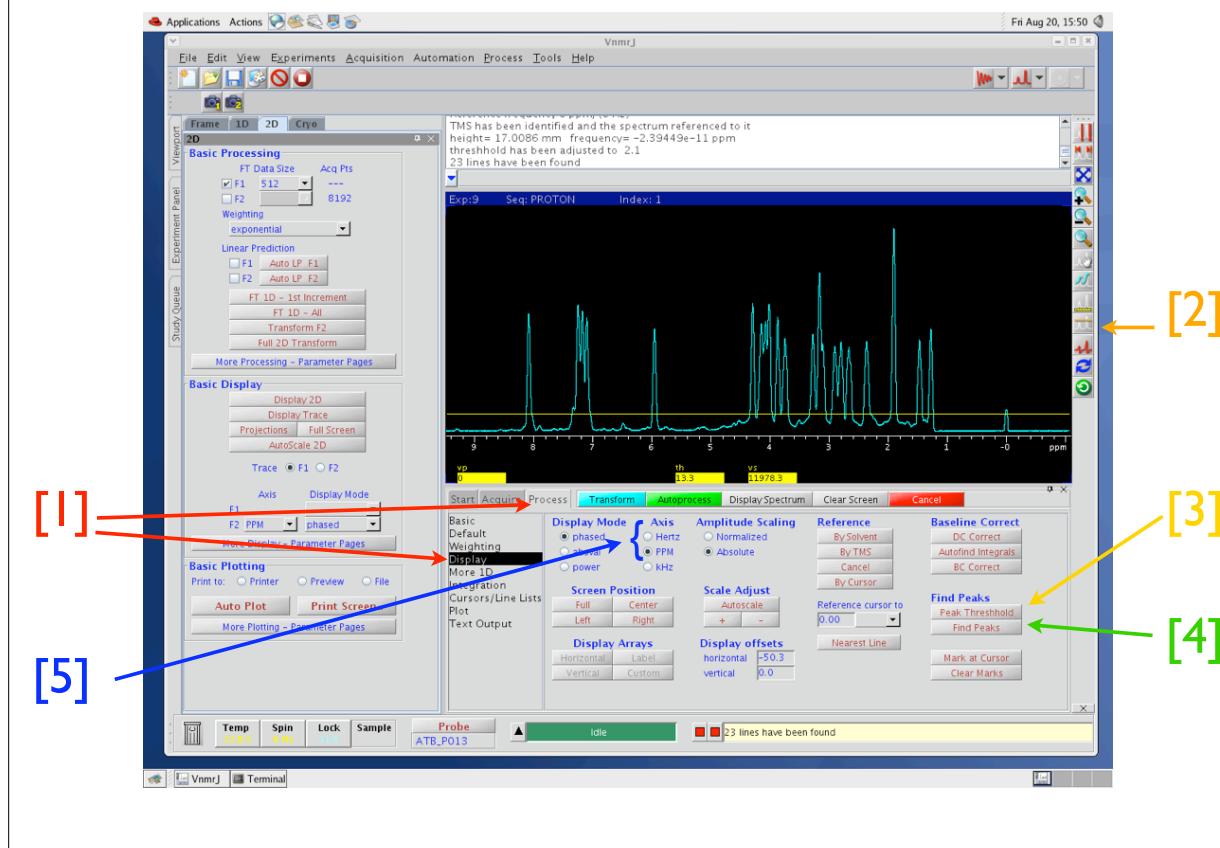 Applications Actions Fri Aug 20, 15:50
VnmrJ
File Edit View Experiments Acquisition Automation Process Tools Help
Frame 1D 2D Cryo
2D
Viewport
Experiment Panel
Study Queue
Basic Processing
FT Data Size Acq Pts
F1 512 ---
F2 8192
Weighting
exponential
Linear Prediction
F1 Auto LP F1
F2 Auto LP F2
FT 1D - 1st Increment
FT 1D - All
Transform F2
Full 2D Transform
More Processing - Parameter Pages
Basic Display
Display 2D
Display Trace
Projections Full Screen
AutoScale 2D
Trace F1 F2
Axis Display Mode
F1
F2 PPM phased
More Display - Parameter Pages
Basic Plotting
Print to: Printer Preview File
Auto Plot Print Screen
More Plotting - Parameter Pages
TMS has been identified and the spectrum referenced to it
height= 17.0086 mm frequency= -2.39449e-11 ppm
threshhold has been adjusted to 2.1
23 lines have been found
Exp:9 Seq: PROTON Index: 1
9 8 7 6 5 4 3 2 1 -0 ppm
vp th vs
0 13.3 11978.3
Start Acquire Process Transform Autoprocess Display Spectrum Clear Screen Cancel
Basic
Default
Weighting
Display
More 1D
Integration
Cursors/Line Lists
Plot
Text Output
Display Mode
phased
power
{
Axis
Hertz
PPM
kHz
Amplitude Scaling
Normalized
Absolute
Screen Position
Full Center
Left Right
Scale Adjust
Autoscale
+ -
Display Arrays
Horizontal Label
Vertical Custom
Display offsets
horizontal -50.3
vertical 0.0
Reference
By Solvent
By TMS
Cancel
By Cursor
Reference cursor to
0.00
Nearest Line
Baseline Correct
DC Correct
Autofind Integrals
BC Correct
Find Peaks
Peak Threshhold
Find Peaks
Mark at Cursor
Clear Marks
Temp Spin Lock Sample
Probe
ATB_P013
Idle
23 lines have been found
VnmrJ Terminal
[1]
[2]
[3]
[4]
[5]